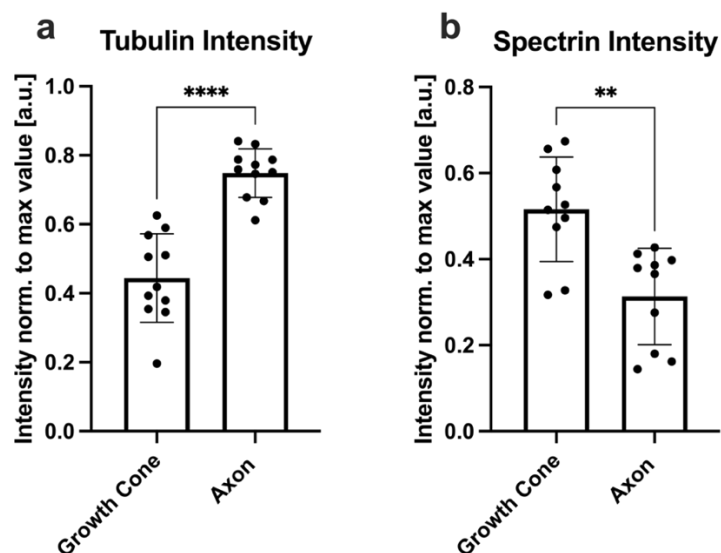 a
Tubulin Intensity
Intensity norm. to max value [a.u.]
1.0
0.8
0.6
0.4
0.2
0.0
****
Growth Cone
Axon
b
Spectrin Intensity
Intensity norm. to max value [a.u.]
0.8
0.6
0.4
0.2
0.0
**
Growth Cone
Axon